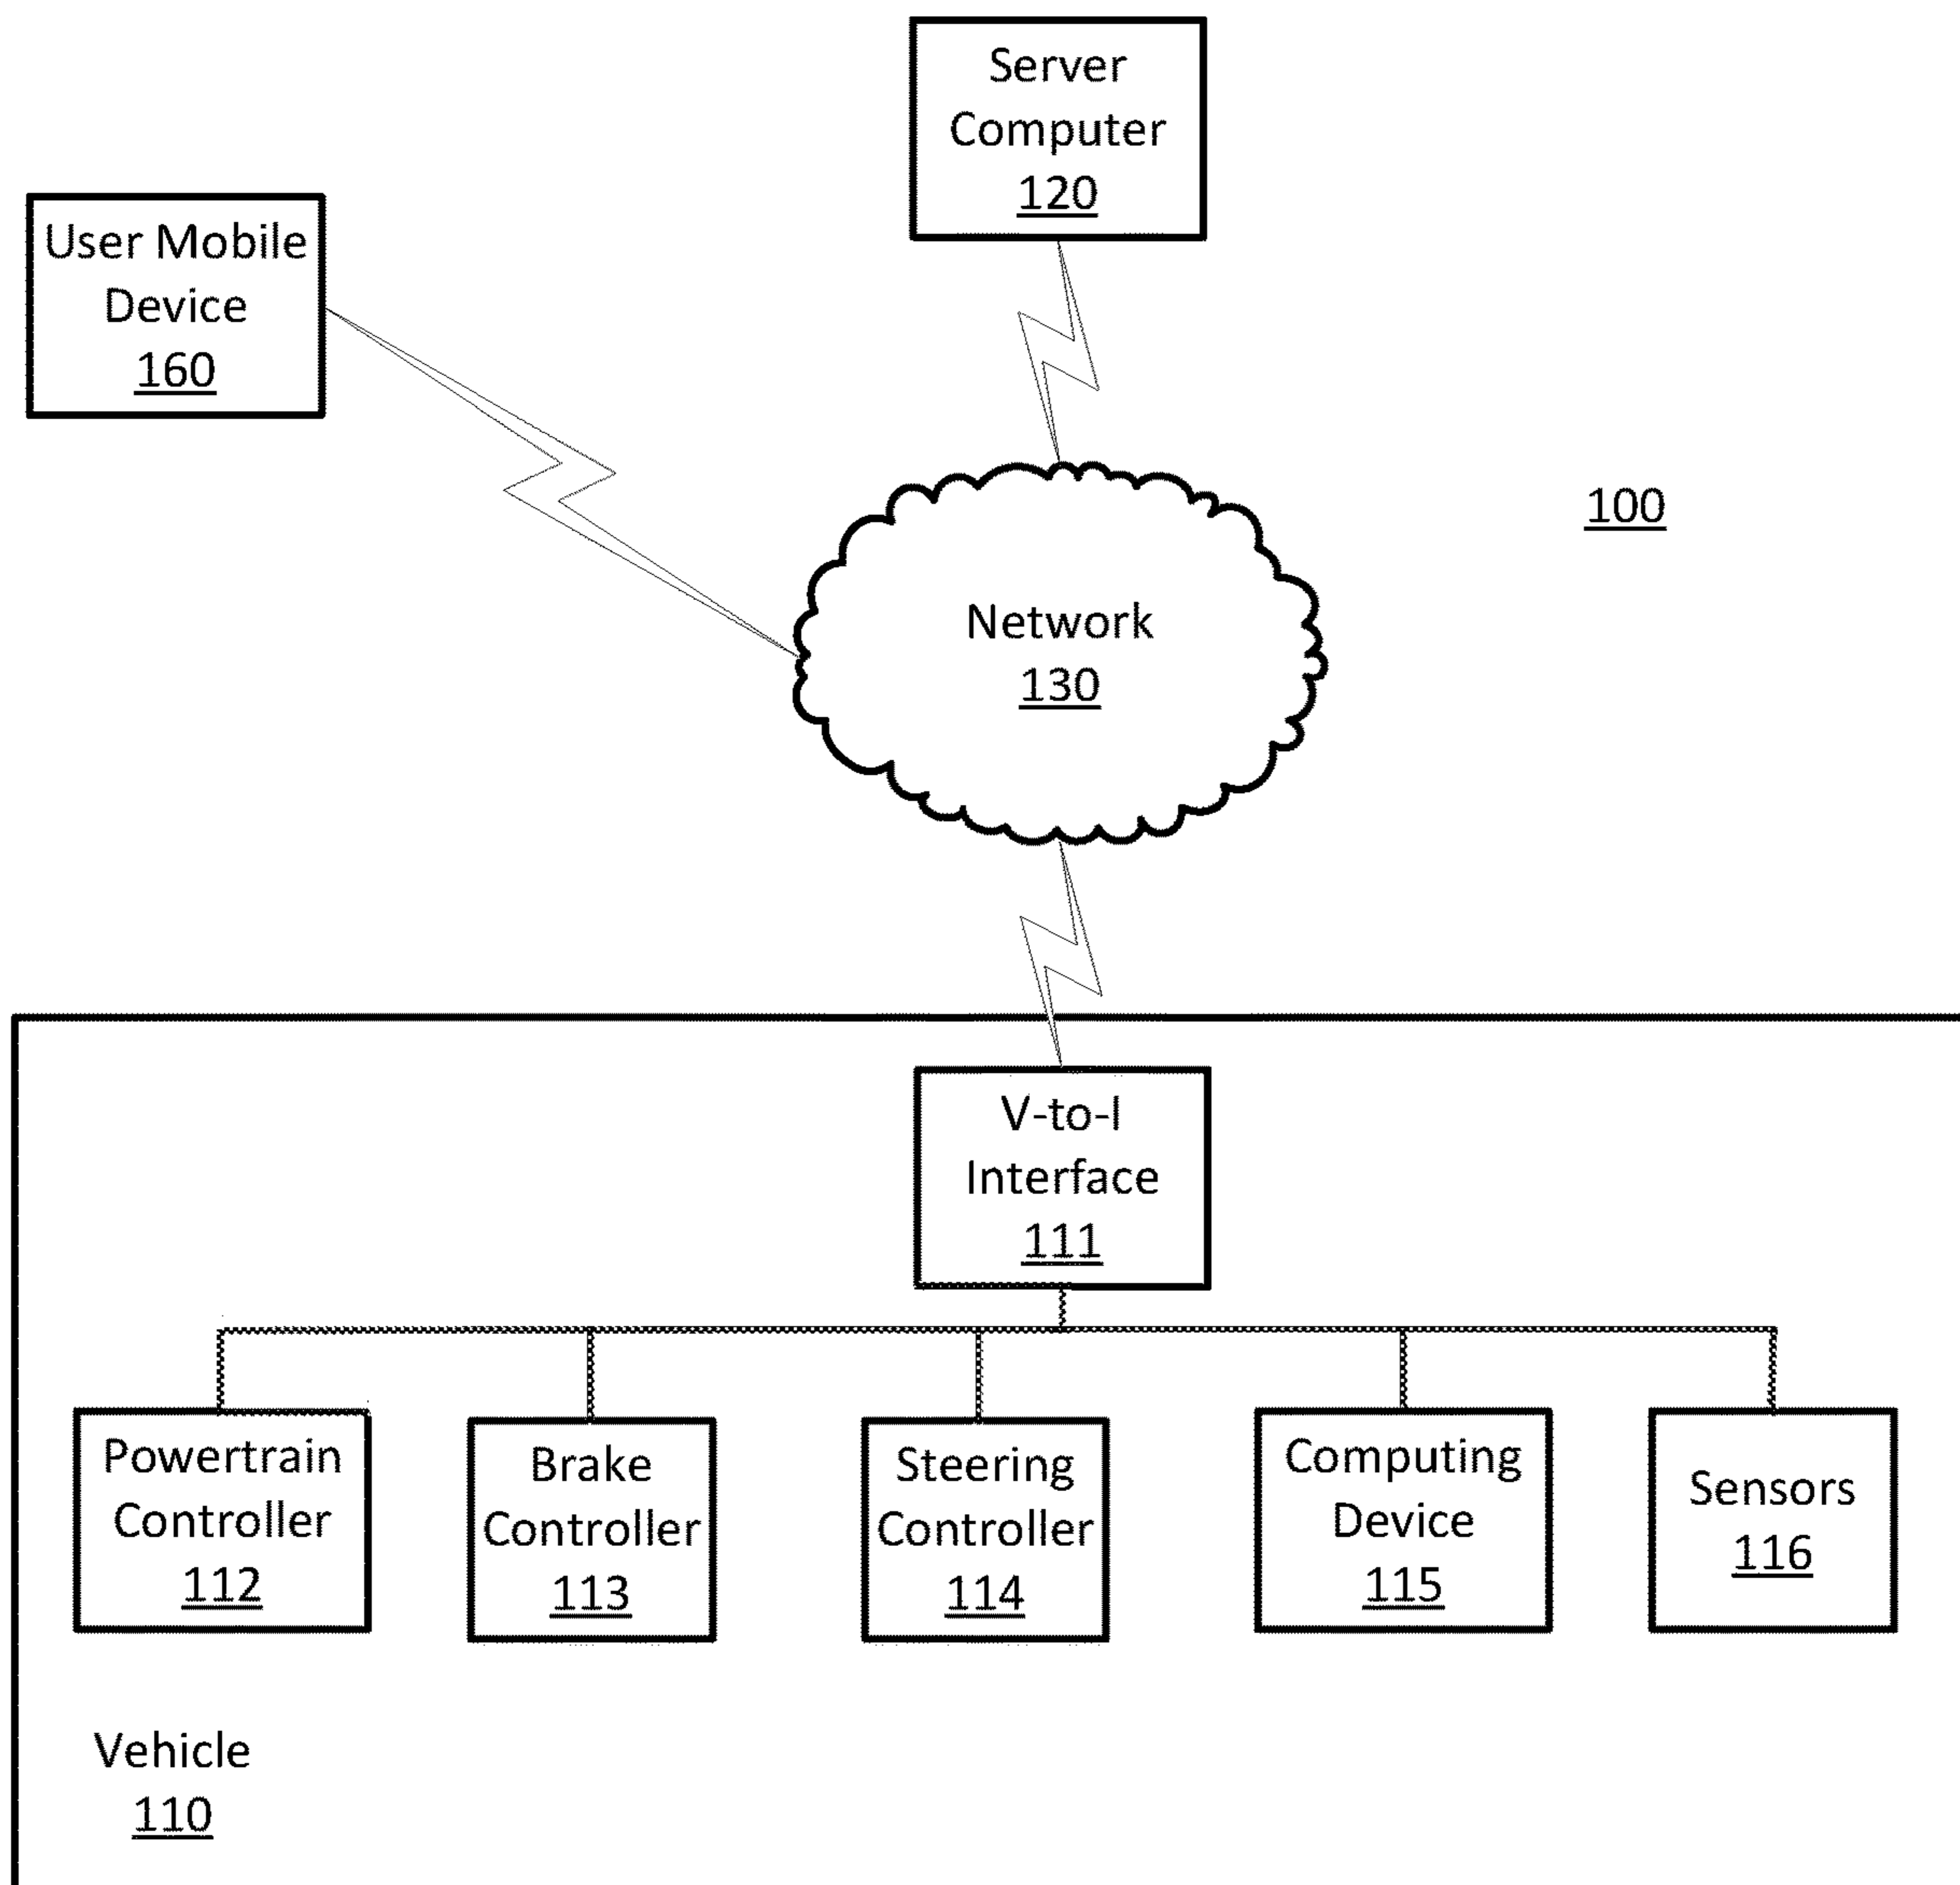 Server
Computer
120
User Mobile
Device
160
100
Network
130
V-to-I
Interface
111
Powertrain
Controller
112
Brake
Controller
113
Steering
Controller
114
Computing
Device
115
Sensors
116
Vehicle
110